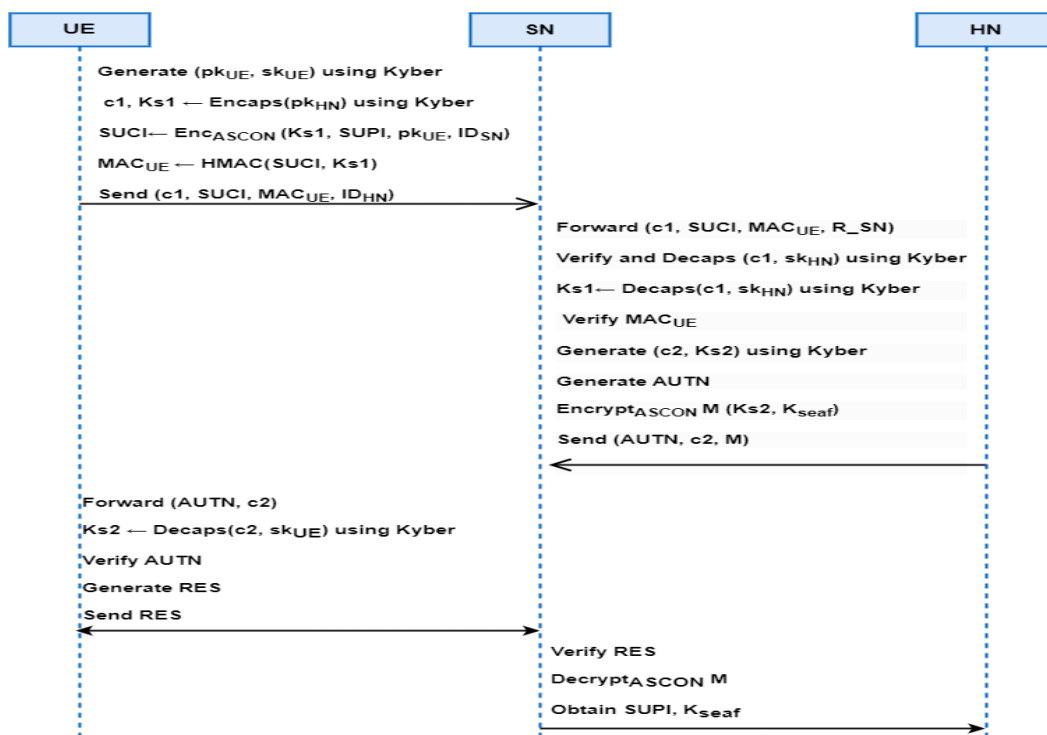 UE
SN
HN
Generate (pkUE, skUE) using Kyber
c1, Ks1 ← Encaps(pkHN) using Kyber
SUCI← EncASCON (Ks1, SUPI, pkUE, IDSN)
MACUE ← HMAC(SUCI, Ks1)
Send (c1, SUCI, MACUE, IDHN)
Forward (c1, SUCI, MACUE, R_SN)
Verify and Decaps (c1, skHN) using Kyber
Ks1← Decaps(c1, skHN) using Kyber
Verify MACUE
Generate (c2, Ks2) using Kyber
Generate AUTN
EncryptASCON M (Ks2, Kseaf)
Send (AUTN, c2, M)
Forward (AUTN, c2)
Ks2 ← Decaps(c2, skUE) using Kyber
Verify AUTN
Generate RES
Send RES
Verify RES
DecryptASCON M
Obtain SUPI, Kseaf